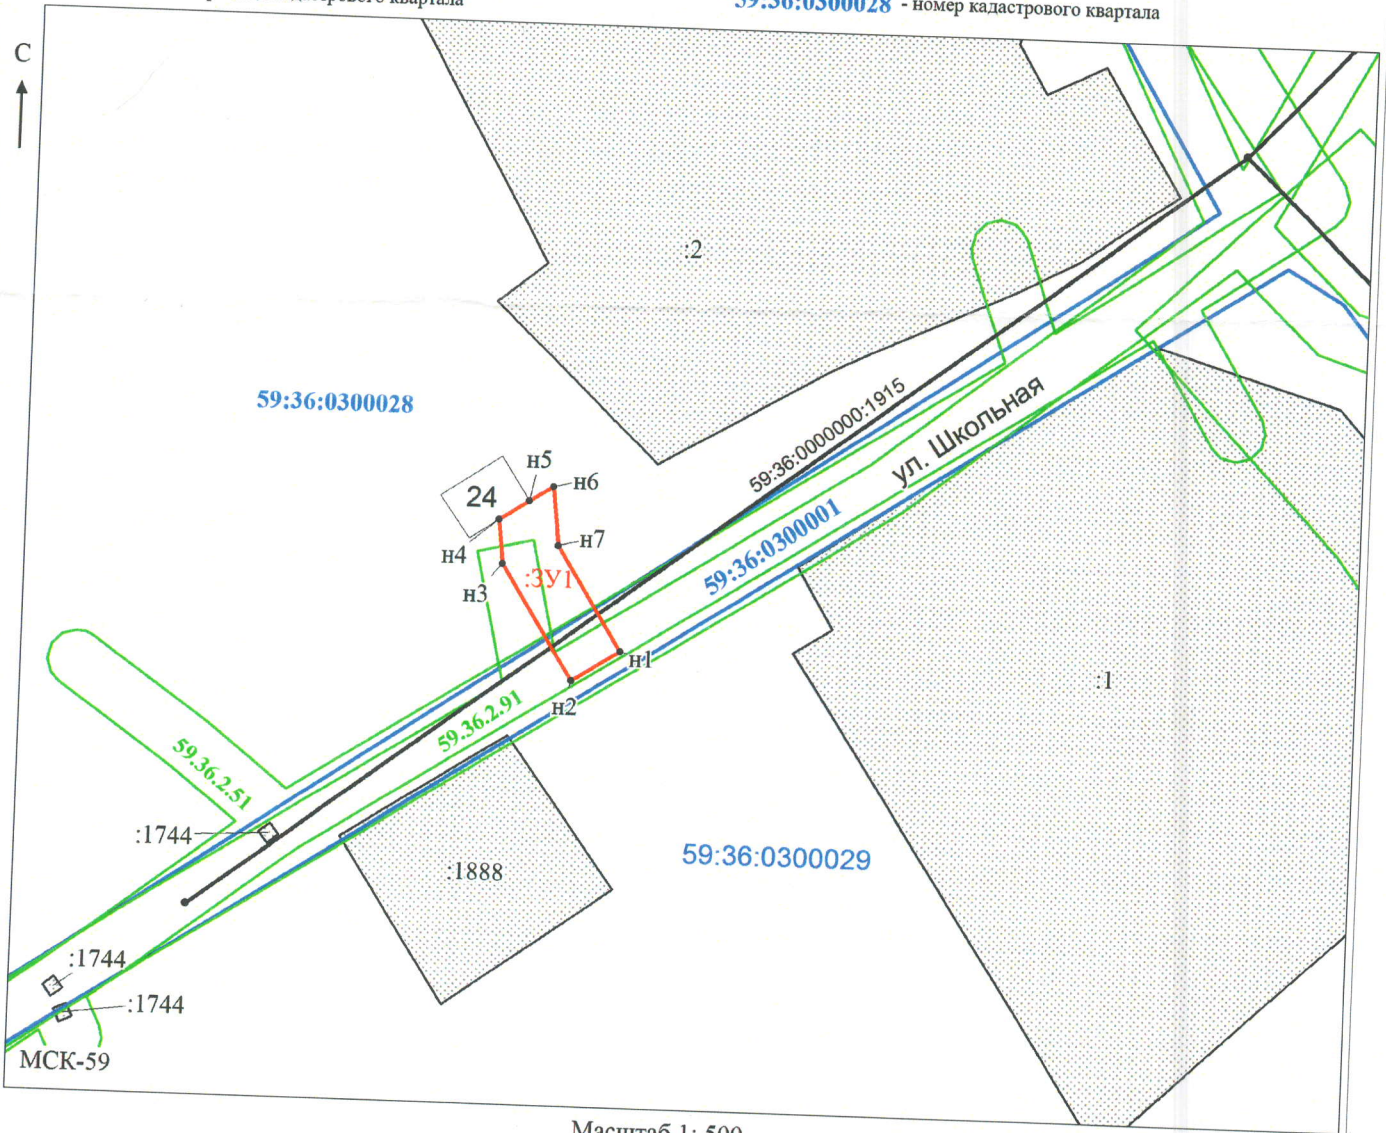 кадастрового квартала
59:36:0300028 - номер кадастрового квартала
С
:2
59:36:0300028
59:36:0000000:1915
ул. Школьная
н5
24
н6
н4
н7
59:36:0300001
:ЗУ1
н3
н1
:1
н2
59.36.2.91
59.36.2.51
:1744
:1888
59:36:0300029
:1744
:1744
МСК-59
Масштаб 1: 500